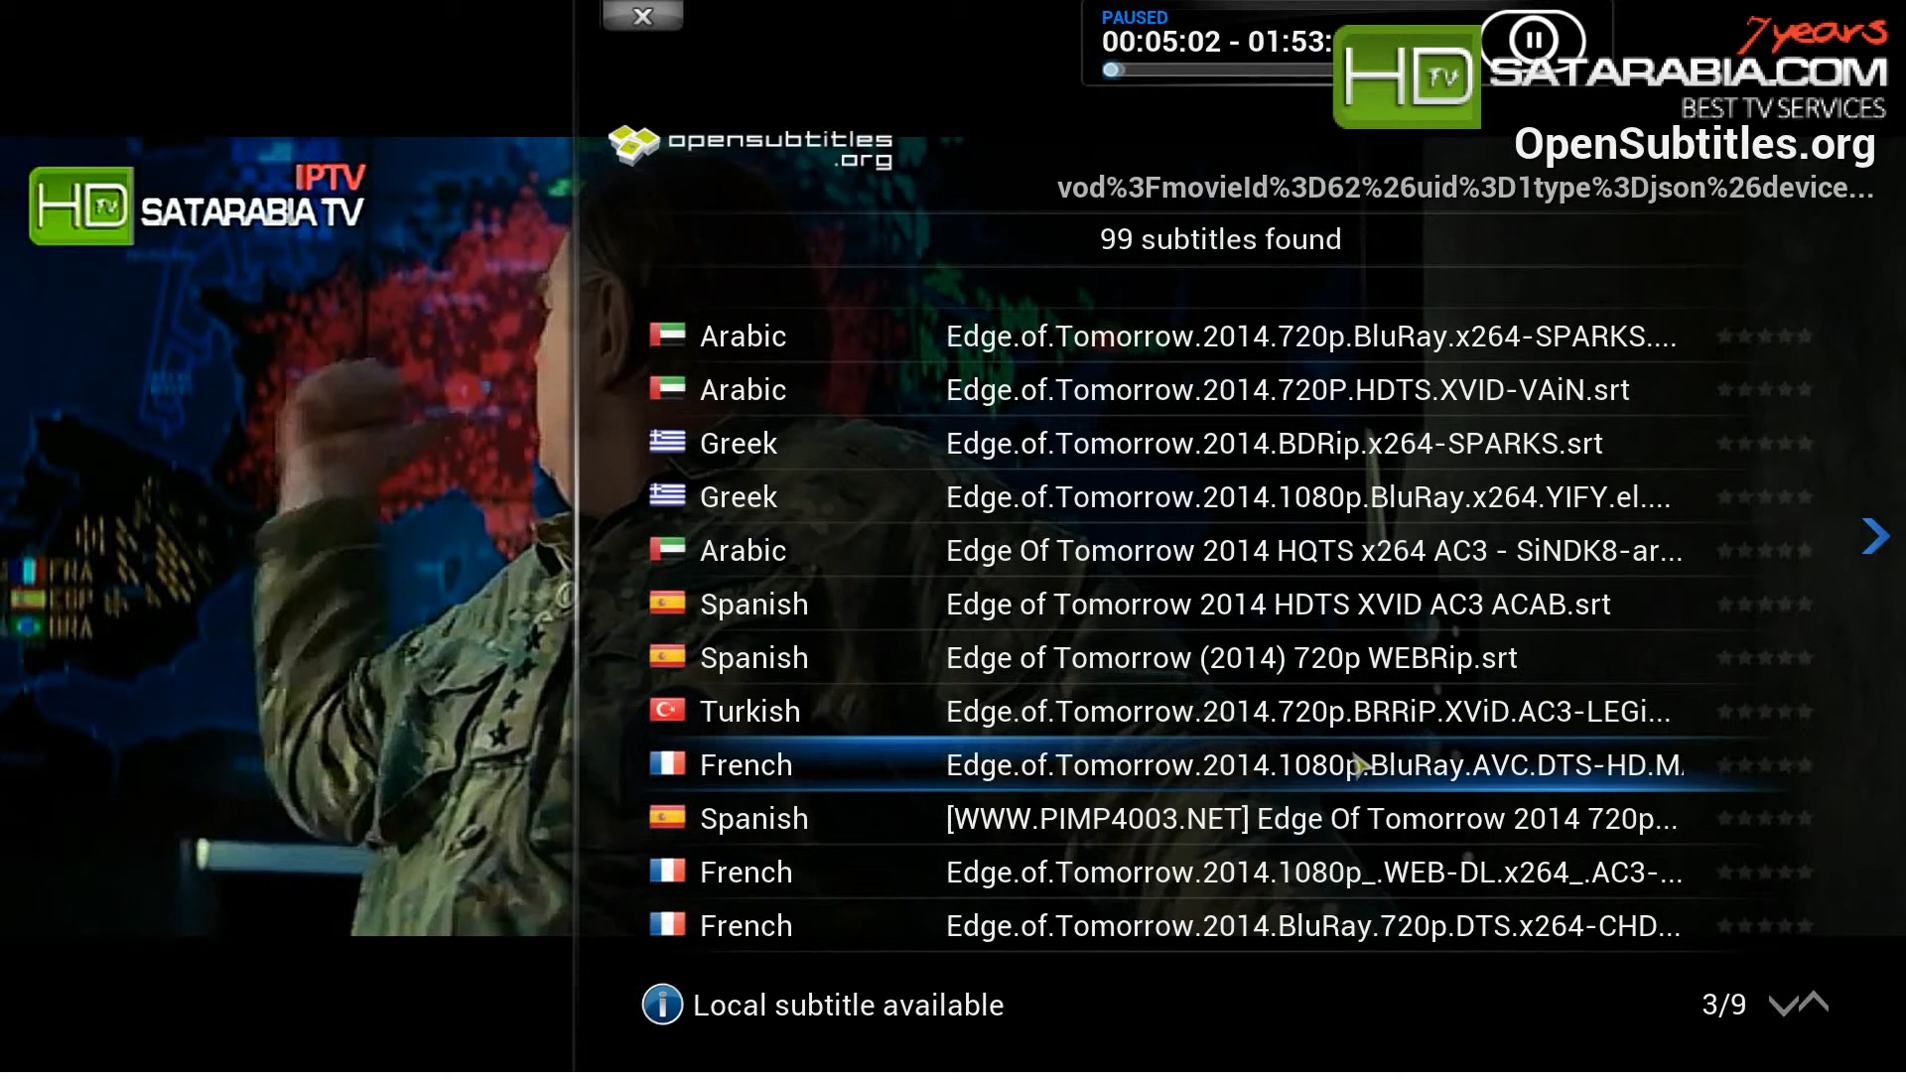 X
PAUSED
00:05:02 - 01:53:
7 years
HD TV SATARABIA.COM
BEST TV SERVICES
opensubtitles
.org
OpenSubtitles.org
IPTV
HD TV SATARABIA TV
vod%3FmovieId%3D62%26uid%3D1type%3Djson%26device...
99 subtitles found
Arabic Edge.of.Tomorrow.2014.720p.BluRay.x264-SPARKS....
Arabic Edge.of.Tomorrow.2014.720P.HDTS.XVID-VAiN.srt
Greek Edge.of.Tomorrow.2014.BDRip.x264-SPARKS.srt
Greek Edge.of.Tomorrow.2014.1080p.BluRay.x264.YIFY.el....
Arabic Edge Of Tomorrow 2014 HQTS x264 AC3 - SiNDK8-ar...
Spanish Edge of Tomorrow 2014 HDTS XVID AC3 ACAB.srt
Spanish Edge of Tomorrow (2014) 720p WEBRip.srt
Turkish Edge.of.Tomorrow.2014.720p.BRRiP.XViD.AC3-LEGi...
French Edge.of.Tomorrow.2014.1080p.BluRay.AVC.DTS-HD.M
Spanish [WWW.PIMP4003.NET] Edge Of Tomorrow 2014 720p...
French Edge.of.Tomorrow.2014.1080p_.WEB-DL.x264_.AC3-...
French Edge.of.Tomorrow.2014.BluRay.720p.DTS.x264-CHD...
Local subtitle available
3/9